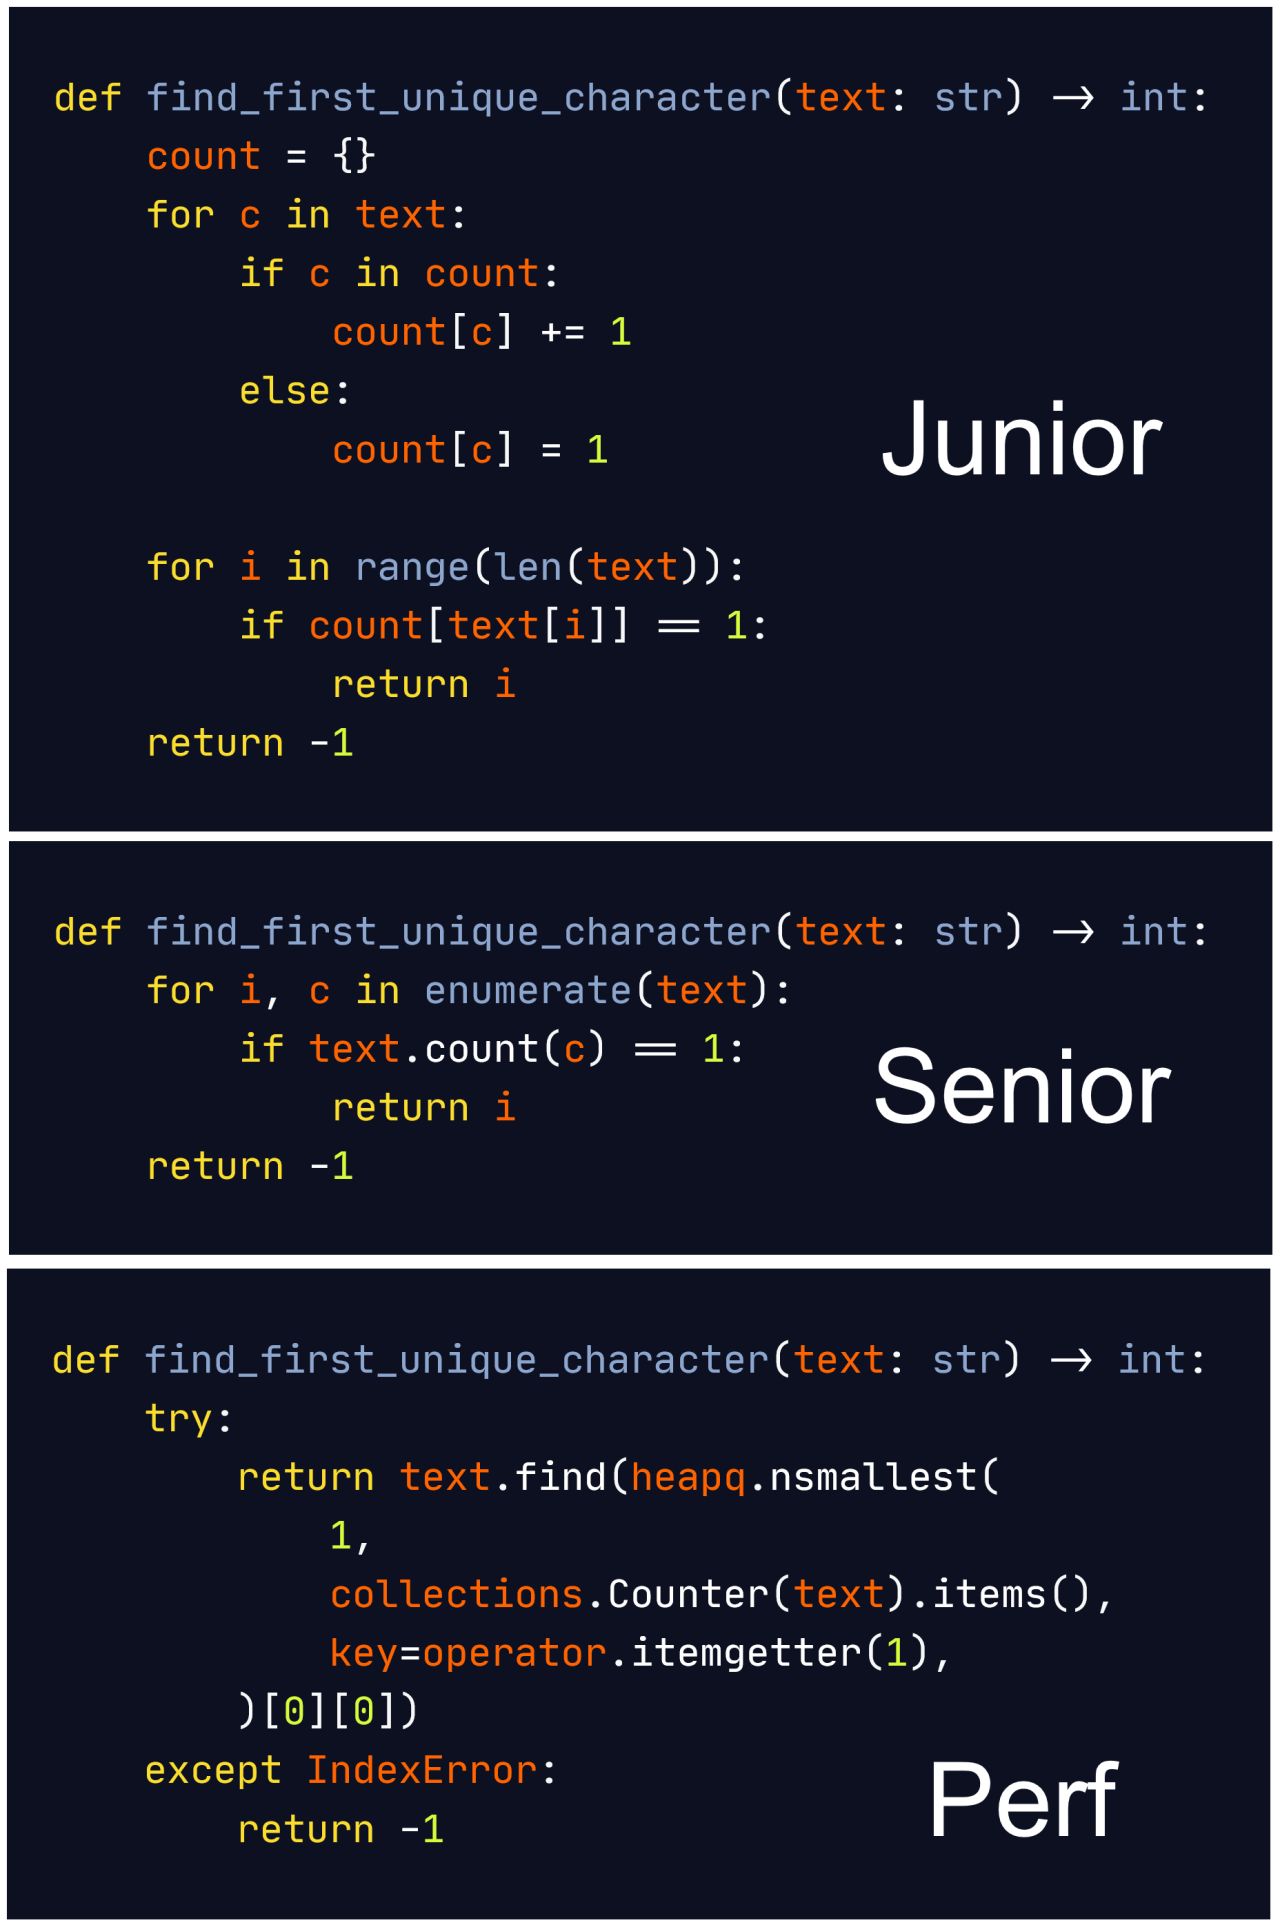 def find_first_unique_character(text: str) → int:
    count = {}
    for c in text:
        if c in count:
            count[c] += 1
        else:
            count[c] = 1
    for i in range(len(text)):
        if count[text[i]] == 1:
            return i
    return -1
Junior
def find_first_unique_character(text: str) → int:
    for i, c in enumerate(text):
        if text.count(c) == 1:
            return i
    return -1
Senior
def find_first_unique_character(text: str) → int:
    try:
        return text.find(heapq.nsmallest(
            1,
            collections.Counter(text).items(),
            key=operator.itemgetter(1),
        )[0][0])
    except IndexError:
        return -1
Perf